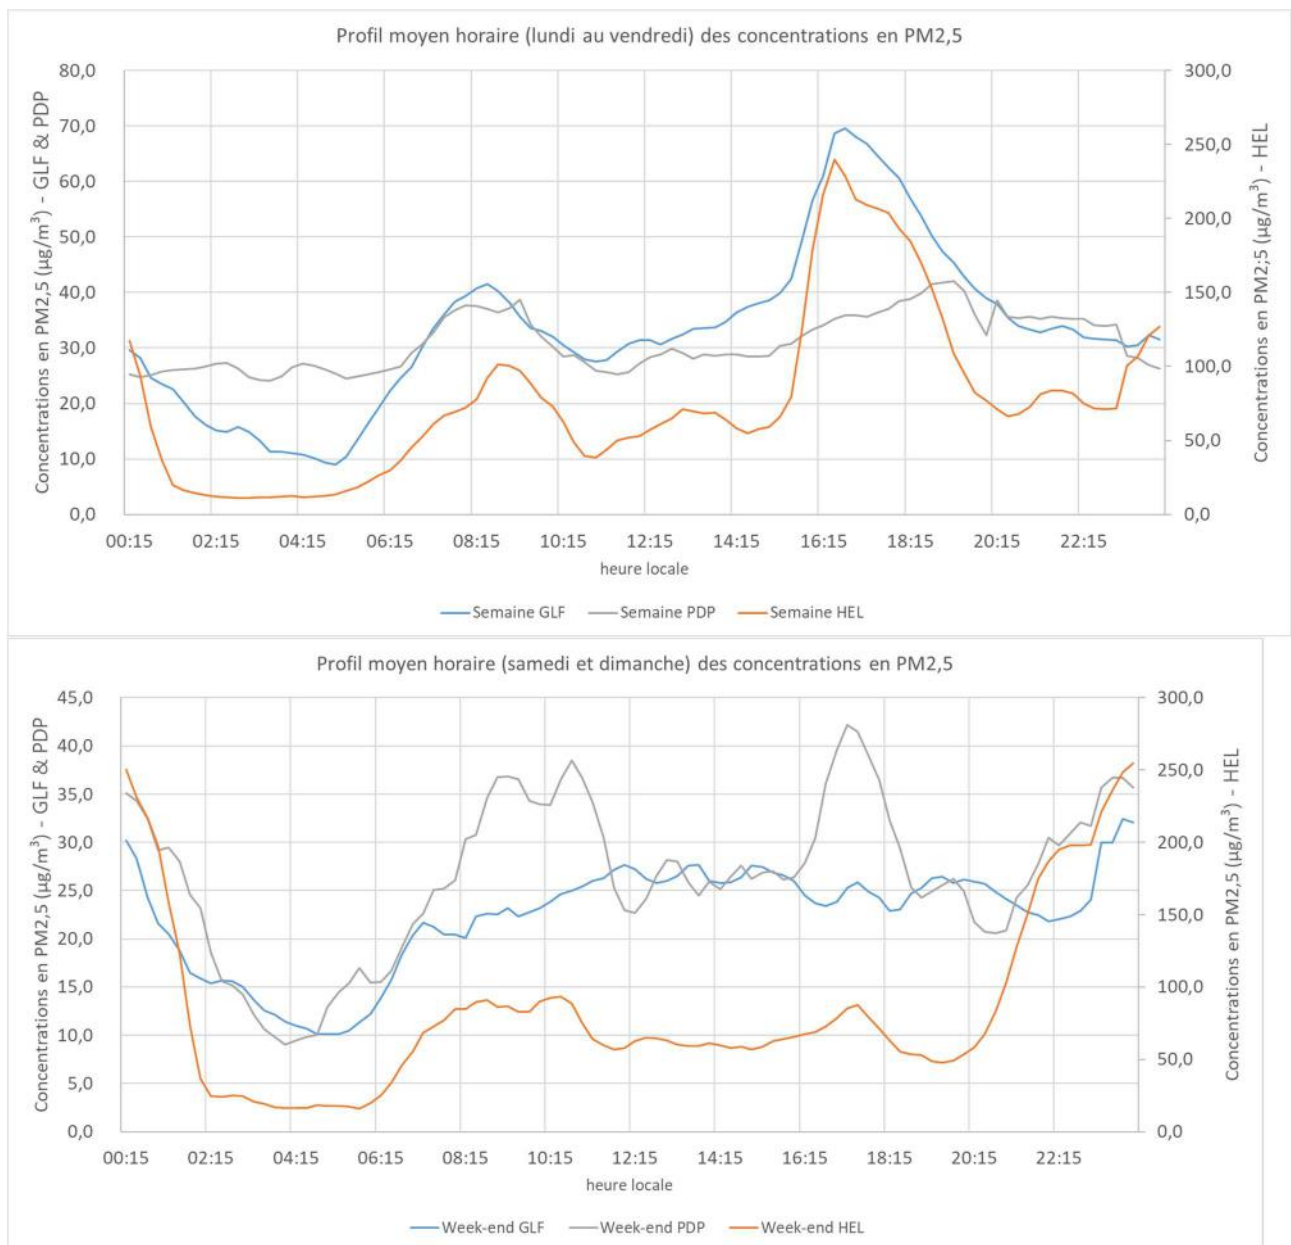 Profil moyen horaire (lundi au vendredi) des concentrations en PM2,5
Concentrations en PM2,5 (µg/m³) - GLF & PDP
80,0
70,0
60,0
50,0
40,0
30,0
20,0
10,0
0,0
300,0
250,0
200,0
150,0
100,0
50,0
0,0
Concentrations en PM2;5 (µg/m³) - HEL
00:15 02:15 04:15 06:15 08:15 10:15 12:15 14:15 16:15 18:15 20:15 22:15
heure locale
Semaine GLF Semaine PDP Semaine HEL
Profil moyen horaire (samedi et dimanche) des concentrations en PM2,5
Concentrations en PM2,5 (µg/m³) - GLF & PDP
45,0
40,0
35,0
30,0
25,0
20,0
15,0
10,0
5,0
0,0
300,0
250,0
200,0
150,0
100,0
50,0
0,0
Concentrations en PM2,5 (µg/m³) - HEL
00:15 02:15 04:15 06:15 08:15 10:15 12:15 14:15 16:15 18:15 20:15 22:15
heure locale
Week-end GLF Week-end PDP Week-end HEL